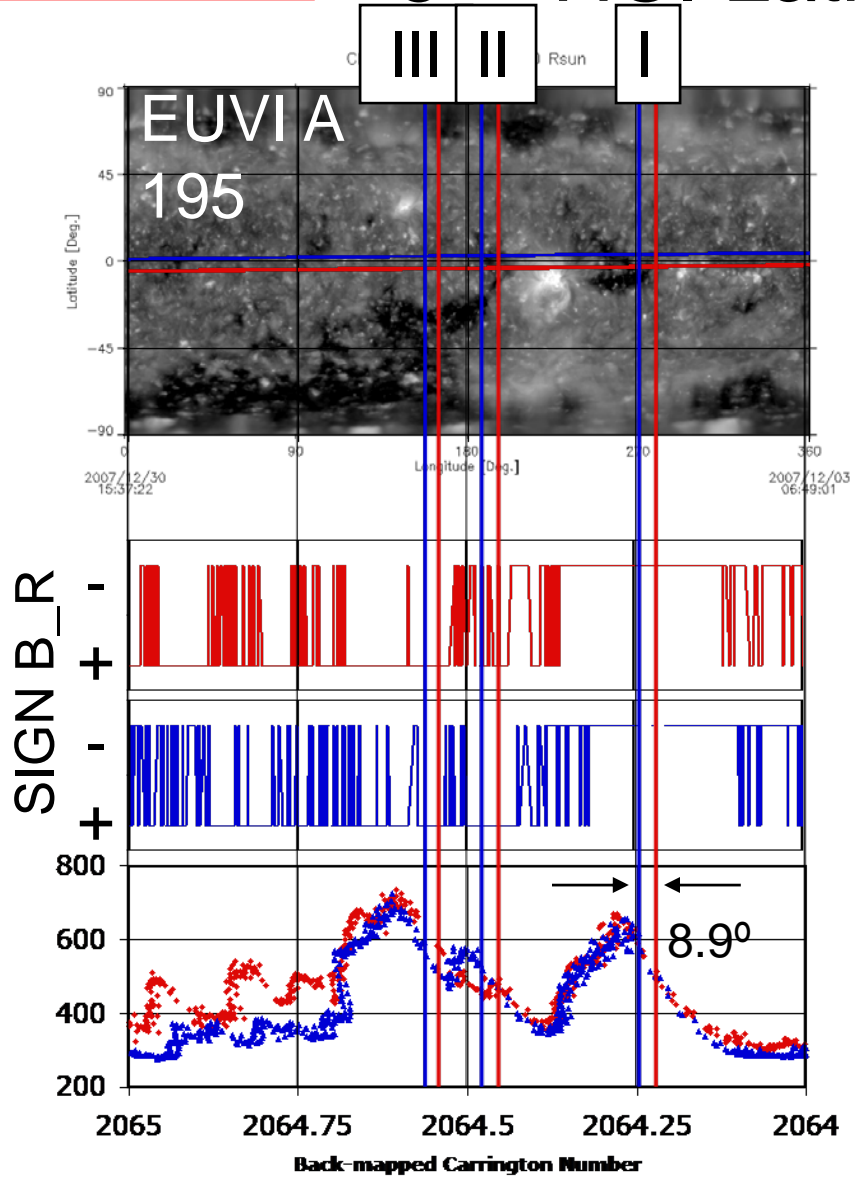 III II I
Rsun
EUVI A
195
90
45
0
-45
-90
Latitude [Deg.]
0 90 180 270 360
Longitude [Deg.]
2007/12/30
15:37:22
2007/12/03
06:49:01
SIGN B_R
-
+
-
+
800
600
400
200
8.9⁰
2065 2064.75 2064.5 2064.25 2064
Back-mapped Carrington Number